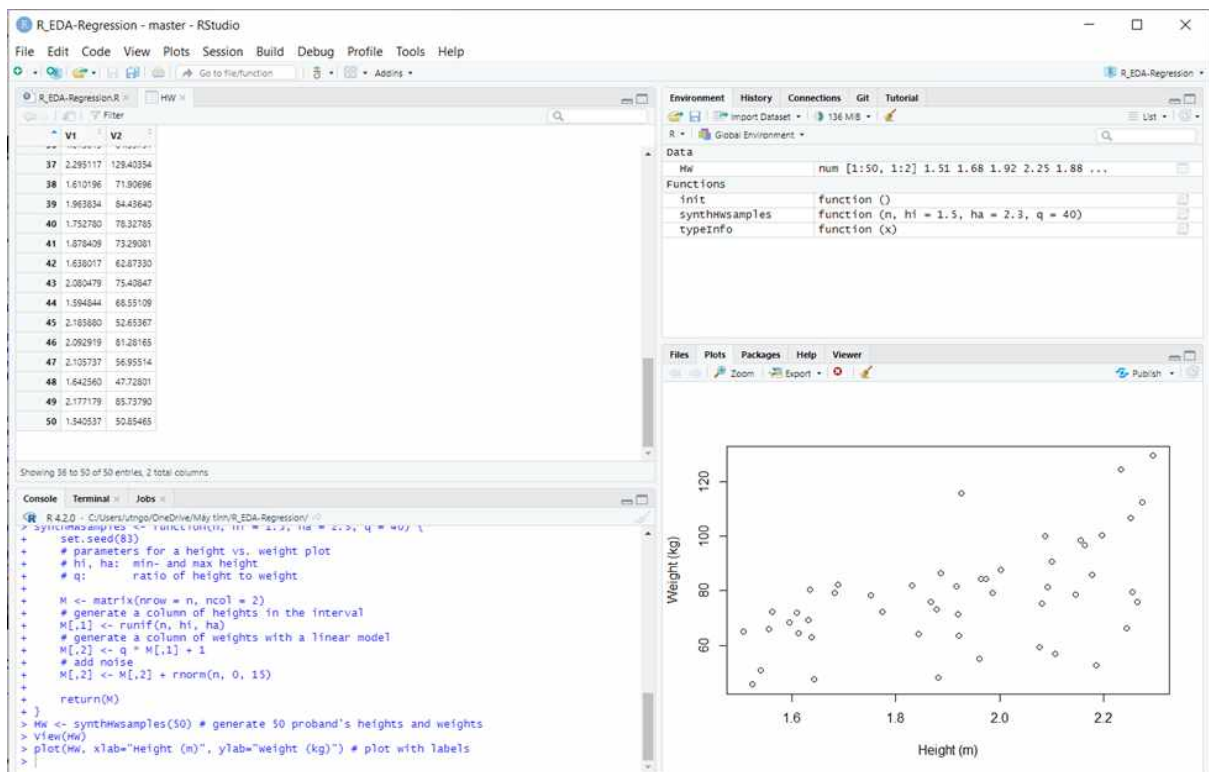 R_EDA-Regression - master - RStudio
File Edit Code View Plots Session Build Debug Profile Tools Help
Go to file/function Addins
R_EDA-Regression
R_EDA-Regression.R HW
Filter
V1 V2
37 2.295117 129.40354
38 1.610196 71.90696
39 1.963834 84.43640
40 1.752780 78.32785
41 1.878409 73.29081
42 1.638017 62.87330
43 2.080479 75.40847
44 1.594844 68.55109
45 2.185880 52.65367
46 2.092919 81.28165
47 2.105737 56.95514
48 1.642560 47.72801
49 2.177179 85.73790
50 1.540537 50.85465
Showing 36 to 50 of 50 entries, 2 total columns
Console Terminal Jobs
R 4.2.0 · C:/Users/utngo/OneDrive/Máy tính/R_EDA-Regression/
> synthHWsamples <- function(n, hi = 1.5, ha = 2.3, q = 40) {
+ set.seed(83)
+ # parameters for a height vs. weight plot
+ # hi, ha: min- and max height
+ # q: ratio of height to weight
+
+ M <- matrix(nrow = n, ncol = 2)
+ # generate a column of heights in the interval
+ M[,1] <- runif(n, hi, ha)
+ # generate a column of weights with a linear model
+ M[,2] <- q * M[,1] + 1
+ # add noise
+ M[,2] <- M[,2] + rnorm(n, 0, 15)
+
+ return(M)
+ }
> HW <- synthHWsamples(50) # generate 50 proband's heights and weights
> View(HW)
> plot(HW, xlab="Height (m)", ylab="Weight (kg)") # plot with labels
>
Environment History Connections Git Tutorial
Import Dataset 136 MiB List
R Global Environment
Data
HW num [1:50, 1:2] 1.51 1.68 1.92 2.25 1.88 ...
Functions
init function ()
synthHWsamples function (n, hi = 1.5, ha = 2.3, q = 40)
typeInfo function (x)
Files Plots Packages Help Viewer
Zoom Export Publish
Weight (kg)
120
100
80
60
1.6 1.8 2.0 2.2
Height (m)